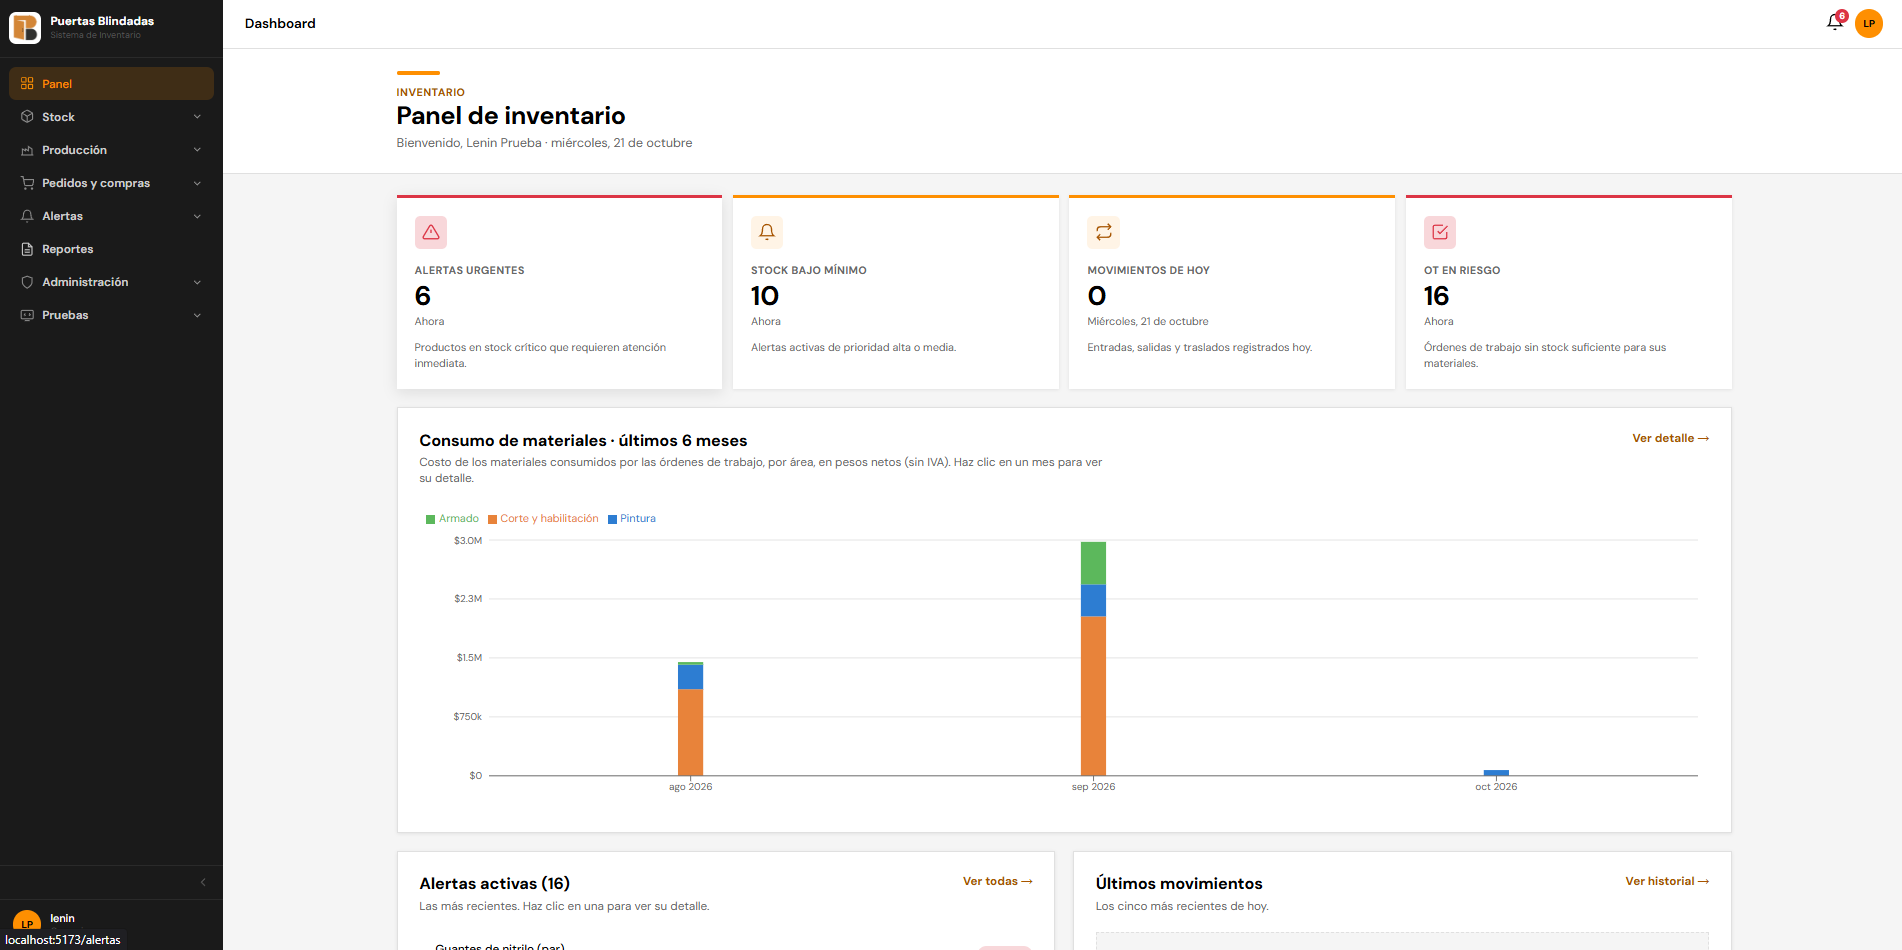 Puertas Blindadas
Sistema de Inventario
Panel
Stock
Producción
Pedidos y compras
Alertas
Reportes
Administración
Pruebas
lenin
LP
localhost:5173/alertas
Dashboard
6
LP
INVENTARIO
Panel de inventario
Bienvenido, Lenin Prueba · miércoles, 21 de octubre
ALERTAS URGENTES
6
Ahora
Productos en stock crítico que requieren atención
inmediata.
STOCK BAJO MÍNIMO
10
Ahora
Alertas activas de prioridad alta o media.
MOVIMIENTOS DE HOY
0
Miércoles, 21 de octubre
Entradas, salidas y traslados registrados hoy.
OT EN RIESGO
16
Ahora
Órdenes de trabajo sin stock suficiente para sus
materiales.
Consumo de materiales · últimos 6 meses
Ver detalle →
Costo de los materiales consumidos por las órdenes de trabajo, por área, en pesos netos (sin IVA). Haz clic en un mes para ver
su detalle.
Armado Corte y habilitación Pintura
$3.0M
$2.3M
$1.5M
$750k
$0
ago 2026 sep 2026 oct 2026
Alertas activas (16)
Ver todas →
Las más recientes. Haz clic en una para ver su detalle.
Guantes de nitrilo (par)
Últimos movimientos
Ver historial →
Los cinco más recientes de hoy.